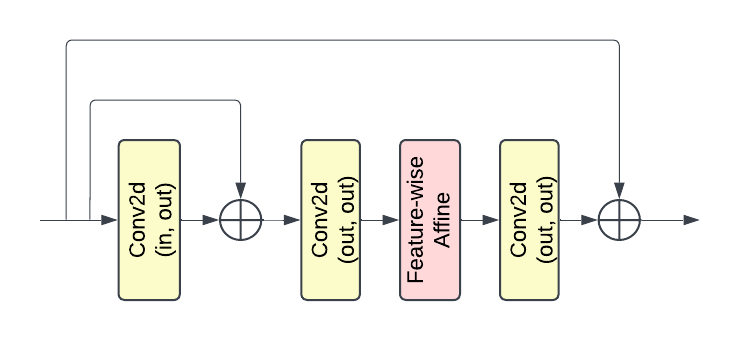 Conv2d
(in, out)
Conv2d
(out, out)
Feature-wise
Affine
Conv2d
(out, out)